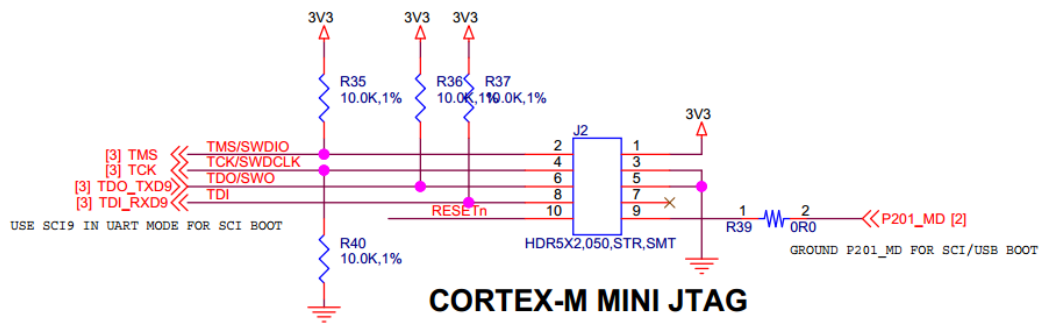 3V3 3V3 3V3
R35
10.0K,1%
R36
10.0K,1%
R37
10.0K,1%
J2
3V3
[3] TMS
TMS/SWDIO
2 1
[3] TCK
TCK/SWDCLK
4 3
[3] TDO_TXD9
TDO/SWO
6 5
[3] TDI_RXD9
TDI
8 7
RESETn
10 9
1 2
R39 0R0
P201_MD [2]
USE SCI9 IN UART MODE FOR SCI BOOT
HDR5X2,050,STR,SMT
GROUND P201_MD FOR SCI/USB BOOT
R40
10.0K,1%
CORTEX-M MINI JTAG